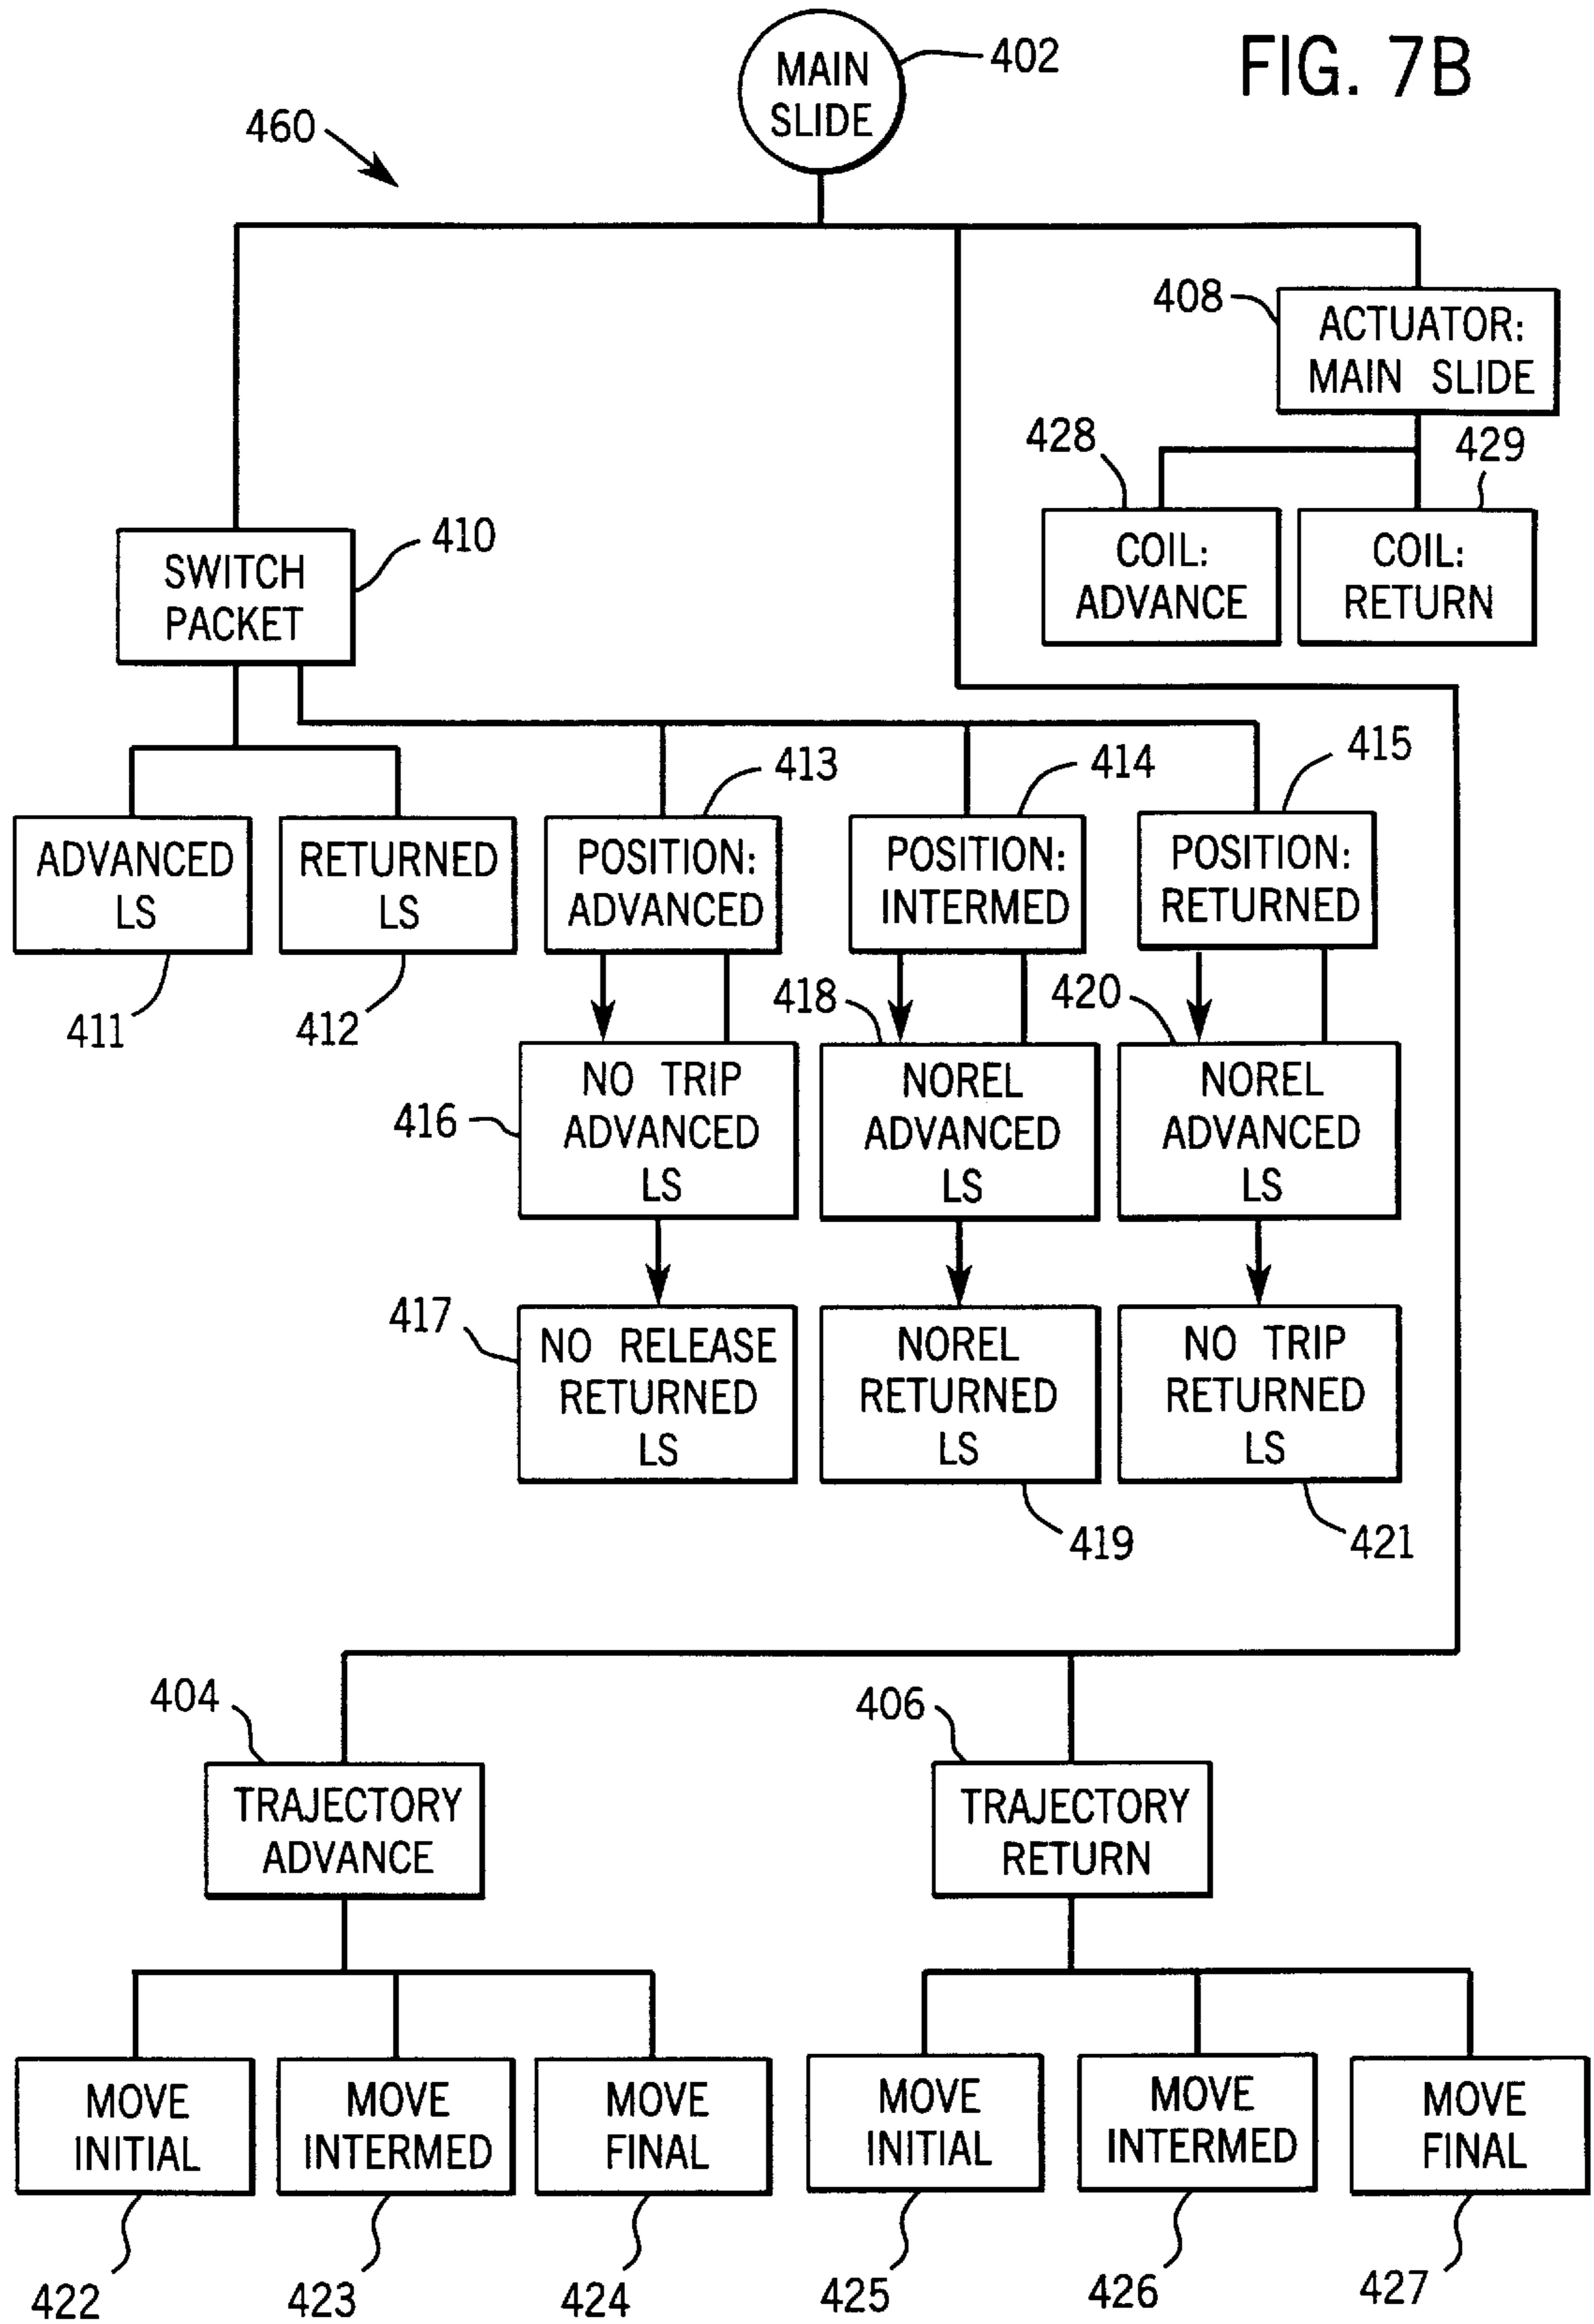 FIG. 7B
MAIN
SLIDE
402
460
408
ACTUATOR:
MAIN SLIDE
428
429
COIL:
ADVANCE
COIL:
RETURN
410
SWITCH
PACKET
413
414
415
ADVANCED
LS
RETURNED
LS
POSITION:
ADVANCED
POSITION:
INTERMED
POSITION:
RETURNED
411
412
418
420
416
NO TRIP
ADVANCED
LS
NOREL
ADVANCED
LS
NOREL
ADVANCED
LS
417
NO RELEASE
RETURNED
LS
NOREL
RETURNED
LS
NO TRIP
RETURNED
LS
419
421
404
406
TRAJECTORY
ADVANCE
TRAJECTORY
RETURN
MOVE
INITIAL
MOVE
INTERMED
MOVE
FINAL
MOVE
INITIAL
MOVE
INTERMED
MOVE
FINAL
422
423
424
425
426
427